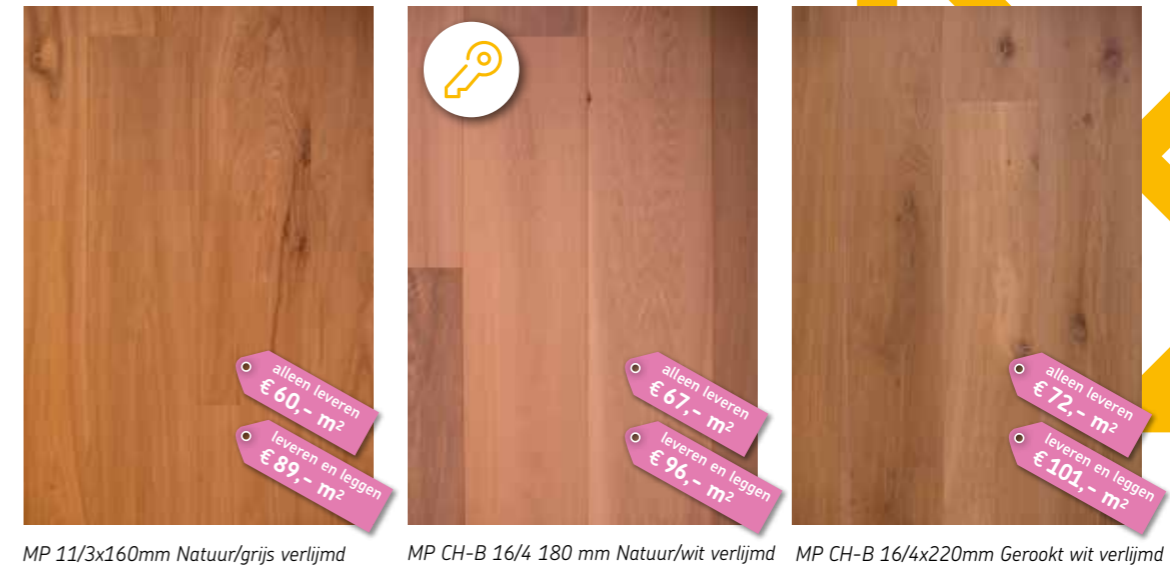 alleen leveren
€ 60,- m²
leveren en leggen
€ 89,- m²
MP 11/3x160mm Natuur/grijs verlijmd
alleen leveren
€ 67,- m²
leveren en leggen
€ 96,- m²
MP CH-B 16/4 180 mm Natuur/wit verlijmd
alleen leveren
€ 72,- m²
leveren en leggen
€ 101,- m²
MP CH-B 16/4x220mm Gerookt wit verlijmd